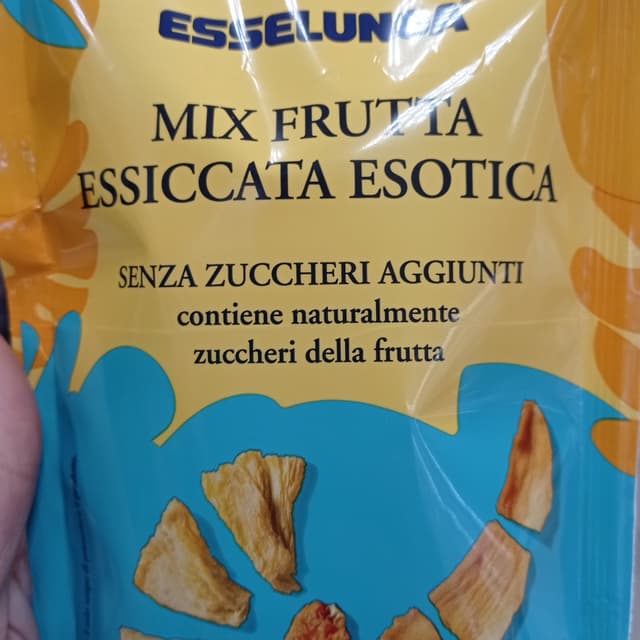 ESSELUNGA
MIX FRUTTA
ESSICCATA ESOTICA
SENZA ZUCCHERI AGGIUNTI
contiene naturalmente
zuccheri della frutta